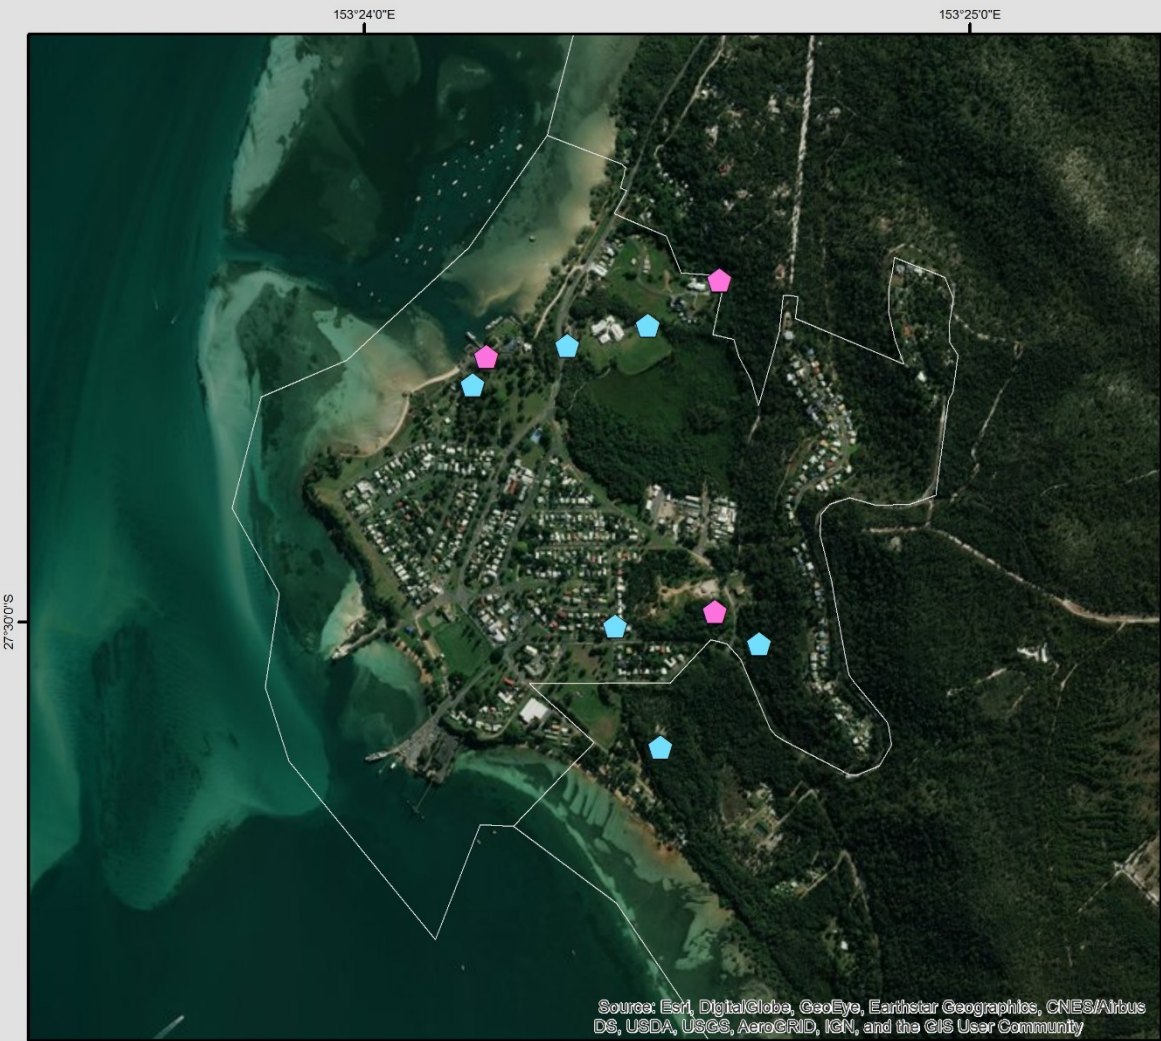 153°24'0"E
153°25'0"E
27°30'0"S
Source: Esri, DigitalGlobe, GeoEye, Earthstar Geographics, CNES/Airbus
DS, USDA, USGS, AeroGRID, IGN, and the GIS User Community